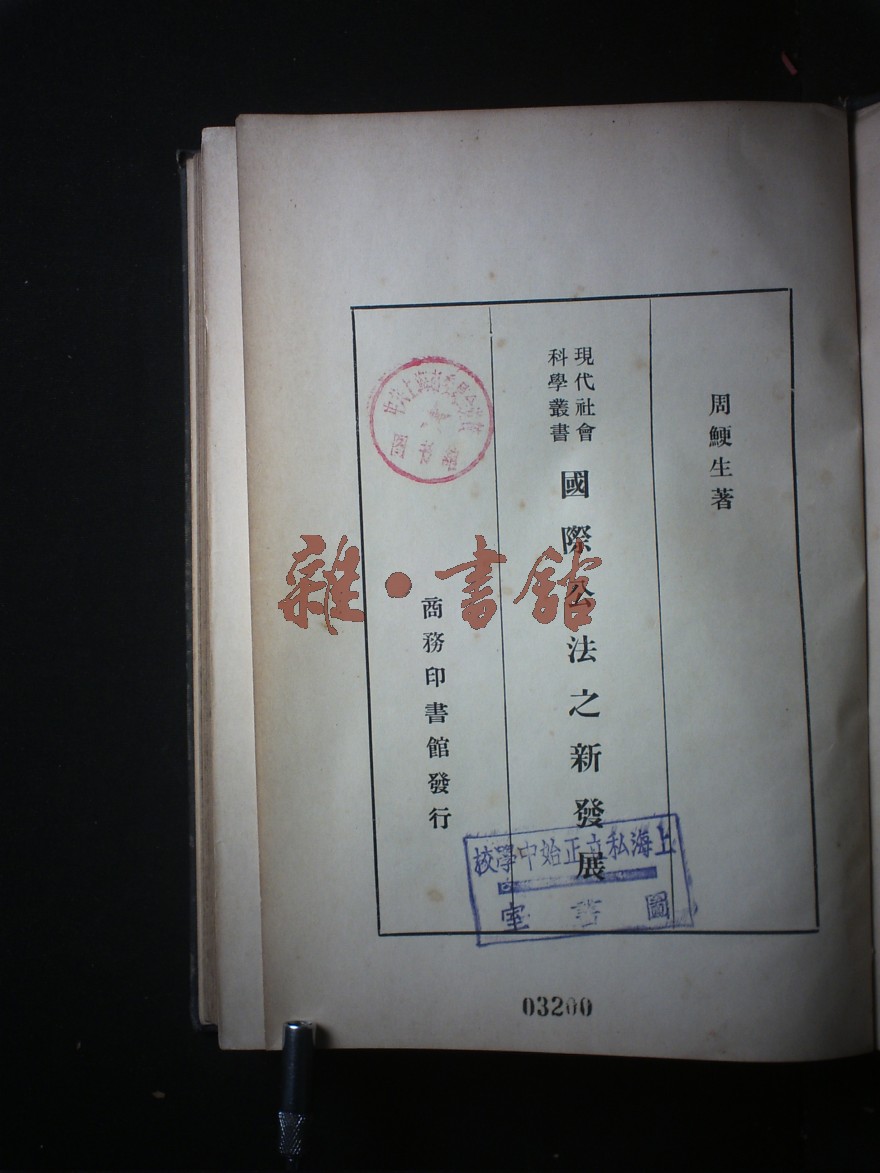 周鯁生著
現代社會
科學叢書
國際公法之新發展
商務印書館發行
上海私立正始中學校
圖書室
03200
雜·書館